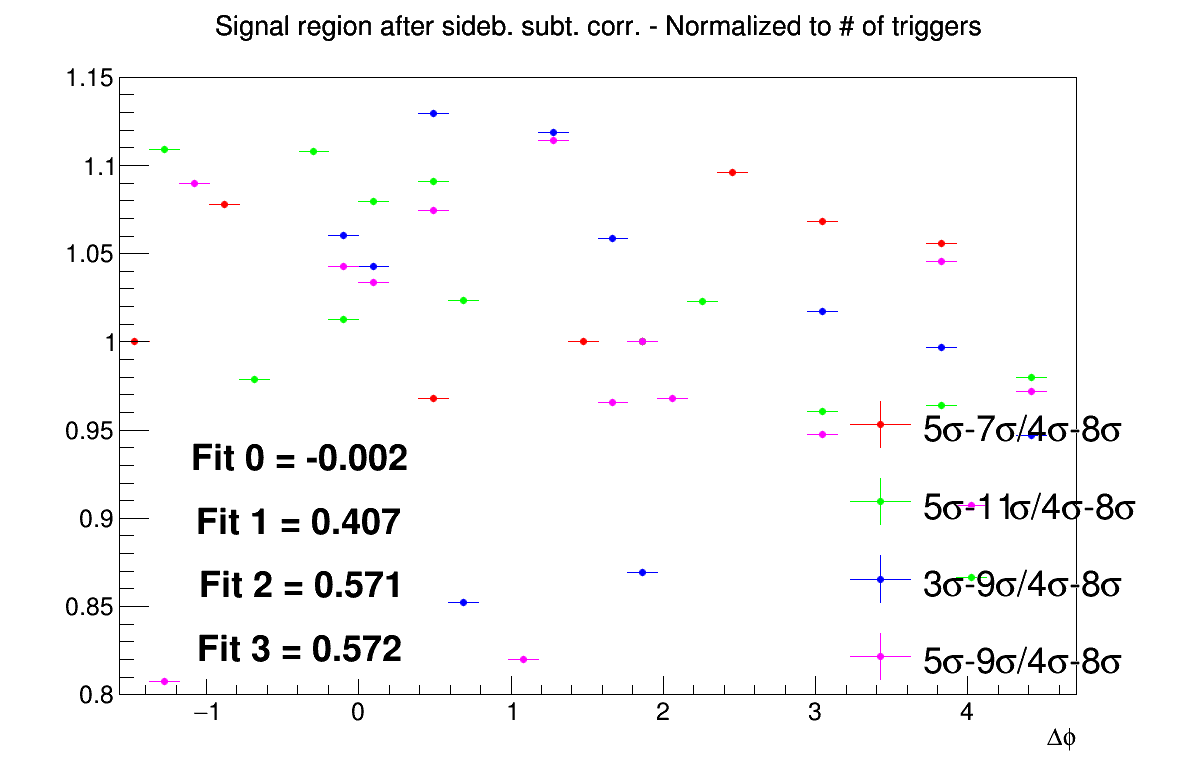 Signal region after sideb. subt. corr. - Normalized to # of triggers
1.15
1.1
1.05
1
0.95
0.9
0.85
0.8
Fit 0 = -0.002
Fit 1 = 0.407
Fit 2 = 0.571
Fit 3 = 0.572
5σ-7σ/4σ-8σ
5σ-11σ/4σ-8σ
3σ-9σ/4σ-8σ
5σ-9σ/4σ-8σ
−1 0 1 2 3 4
Δϕ